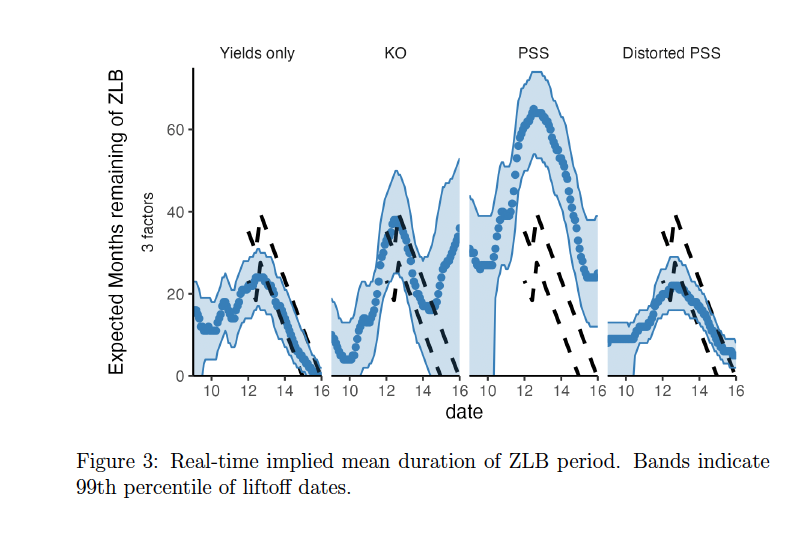 Yields only KO PSS Distorted PSS
Expected Months remaining of ZLB
3 factors
60
40
20
0
10 12 14 16 10 12 14 16 10 12 14 16 10 12 14 16
date
Figure 3: Real-time implied mean duration of ZLB period. Bands indicate
99th percentile of liftoff dates.